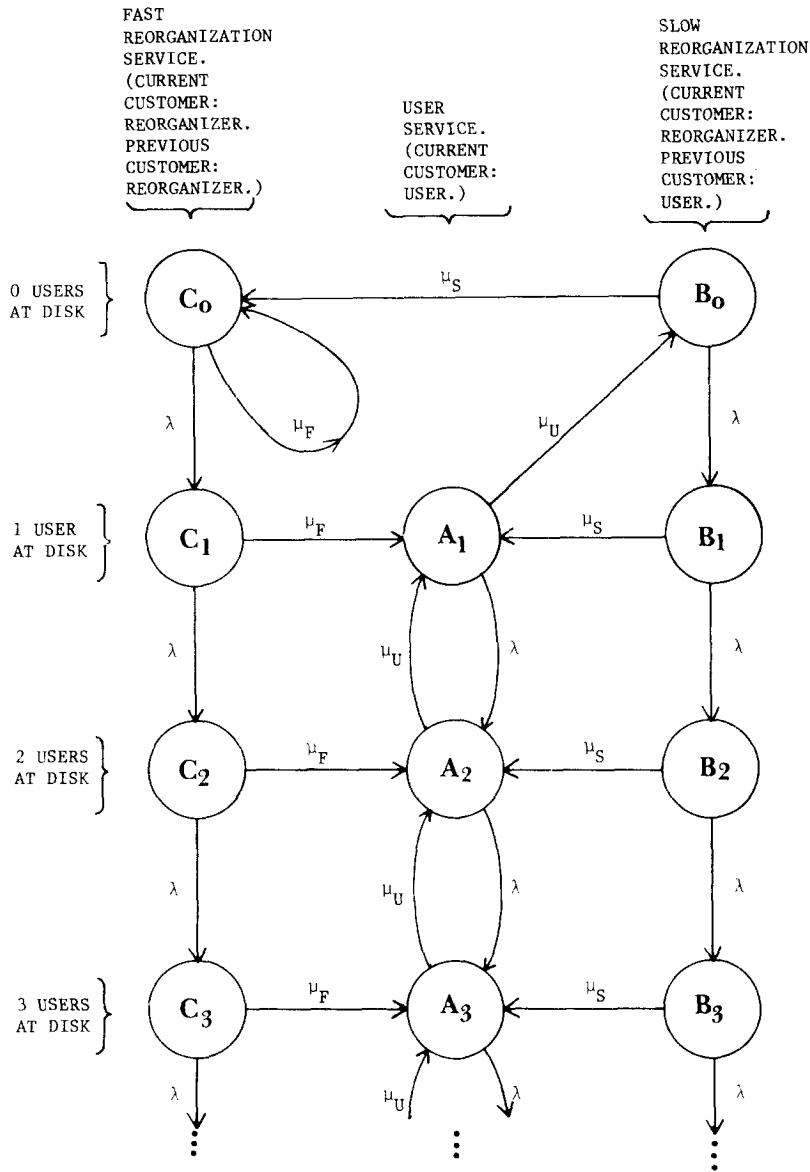 FAST
REORGANIZATION
SERVICE.
(CURRENT
CUSTOMER:
REORGANIZER.
PREVIOUS
CUSTOMER:
REORGANIZER.)
USER
SERVICE.
(CURRENT
CUSTOMER:
USER.)
SLOW
REORGANIZATION
SERVICE.
(CURRENT
CUSTOMER:
REORGANIZER.
PREVIOUS
CUSTOMER:
USER.)
0 USERS
AT DISK
C₀
μS
B₀
λ
μF
μU
λ
1 USER
AT DISK
C₁
μF
A₁
μS
B₁
λ
μU
λ
λ
2 USERS
AT DISK
C₂
μF
A₂
μS
B₂
λ
μU
λ
λ
3 USERS
AT DISK
C₃
μF
A₃
μS
B₃
λ
μU
λ
λ